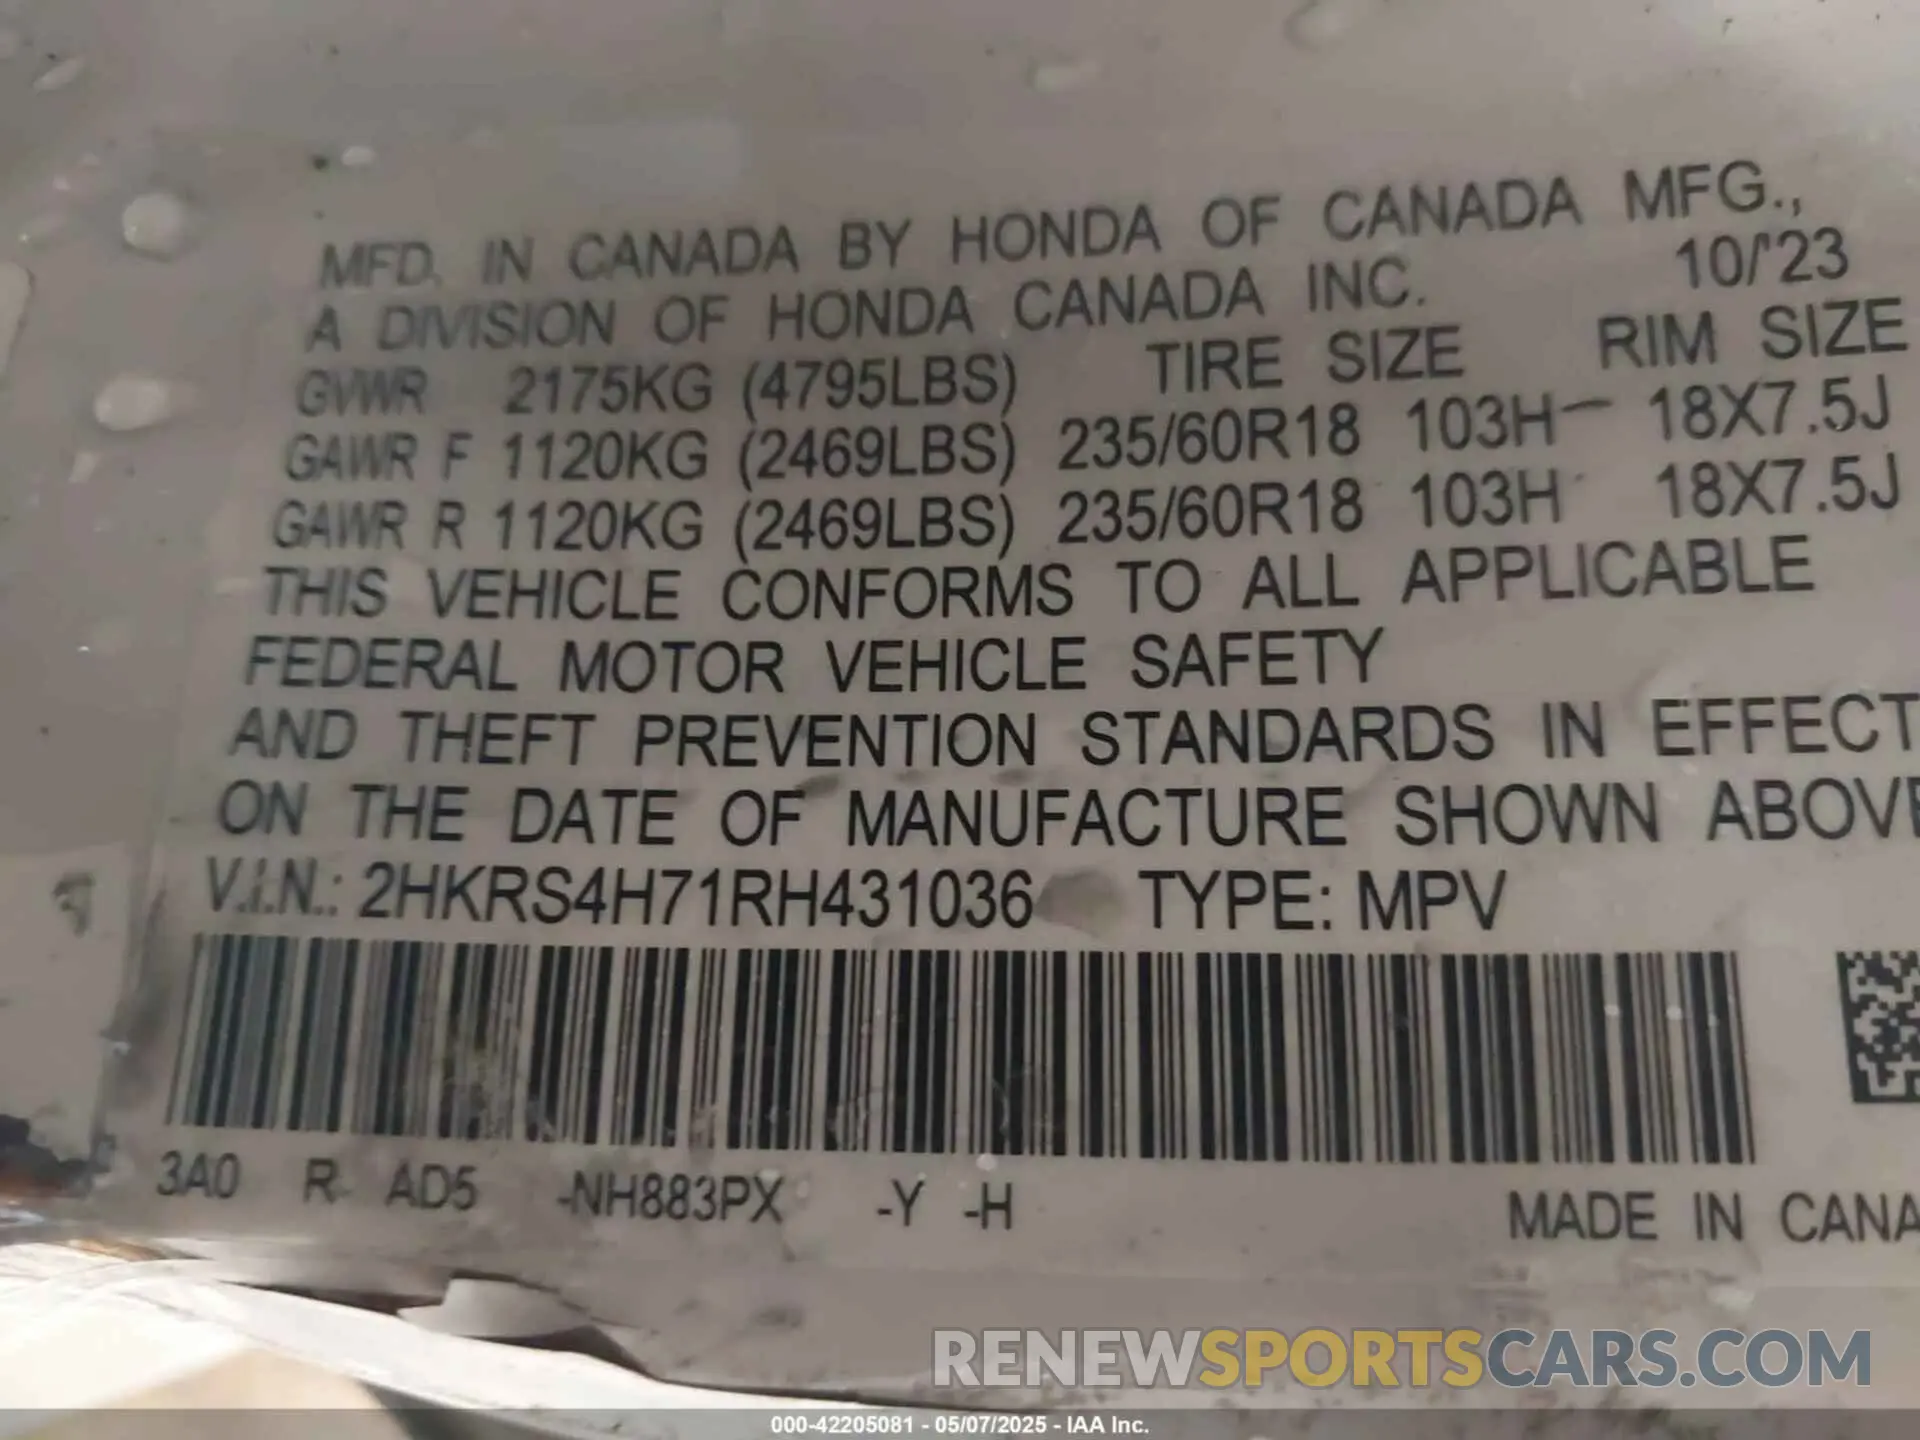 MFD. IN CANADA BY HONDA OF CANADA MFG.,
A DIVISION OF HONDA CANADA INC. 10/'23
GVWR 2175KG (4795LBS) TIRE SIZE RIM SIZE
GAWR F 1120KG (2469LBS) 235/60R18 103H 18X7.5J
GAWR R 1120KG (2469LBS) 235/60R18 103H 18X7.5J
THIS VEHICLE CONFORMS TO ALL APPLICABLE
FEDERAL MOTOR VEHICLE SAFETY
AND THEFT PREVENTION STANDARDS IN EFFECT
ON THE DATE OF MANUFACTURE SHOWN ABOVE
V.I.N.: 2HKRS4H71RH431036 TYPE: MPV
3A0 R AD5 -NH883PX -Y -H
MADE IN CANA
RENEWSPORTSCARS.COM
000-42205081 - 05/07/2025 - IAA Inc.